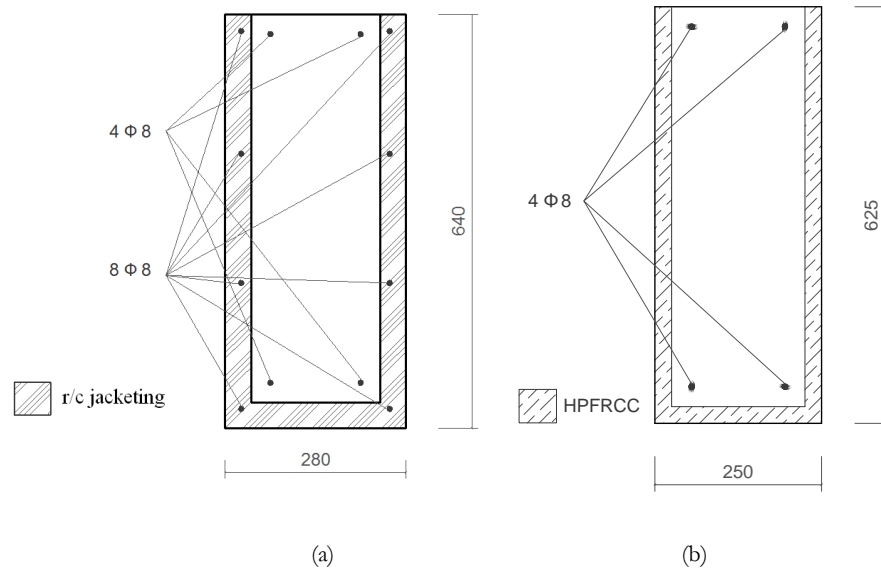 4 Φ 8
8 Φ 8
r/c jacketing
640
280
(a)
4 Φ 8
HPFRCC
625
250
(b)